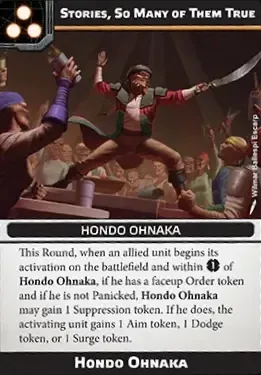 Stories, So Many of Them True
Wilmar Ballespi Escarp
HONDO OHNAKA
This Round, when an allied unit begins its
activation on the battlefield and within 1 of
Hondo Ohnaka, if he has a faceup Order token
and if he is not Panicked, Hondo Ohnaka
may gain 1 Suppression token. If he does, the
activating unit gains 1 Aim token, 1 Dodge
token, or 1 Surge token.
Hondo Ohnaka